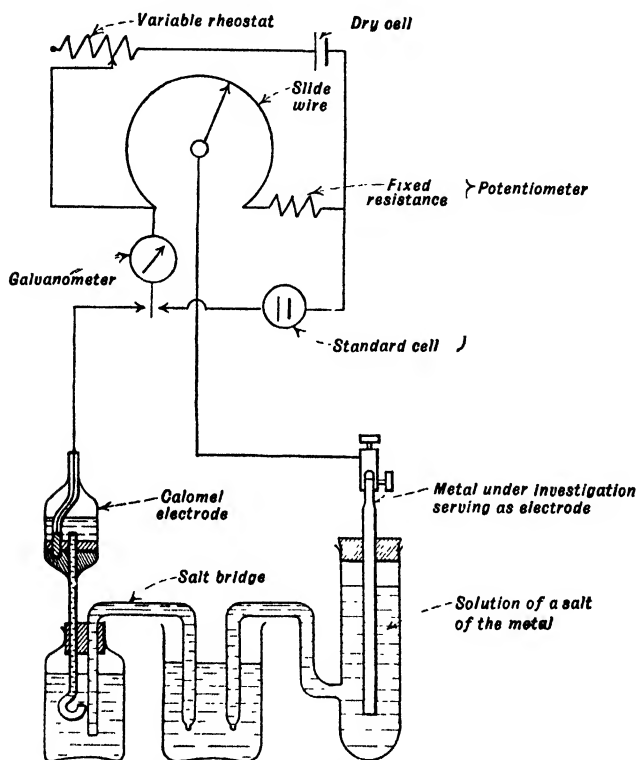 Variable rheostat
Dry cell
Slide
wire
Fixed
resistance
Potentiometer
Galvanometer
Standard cell
Calomel
electrode
Metal under investigation
serving as electrode
Salt bridge
Solution of a salt
of the metal